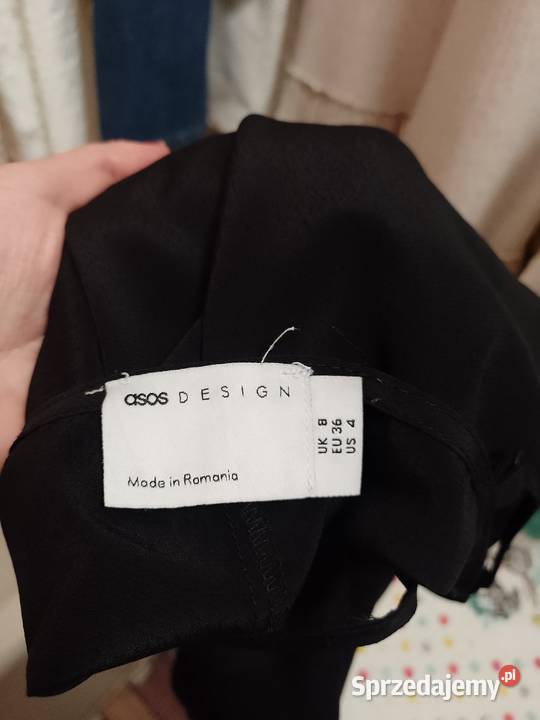 asos DESIGN
Made in Romania
UK 8
EU 36
US 4
Sprzedajemy.pl